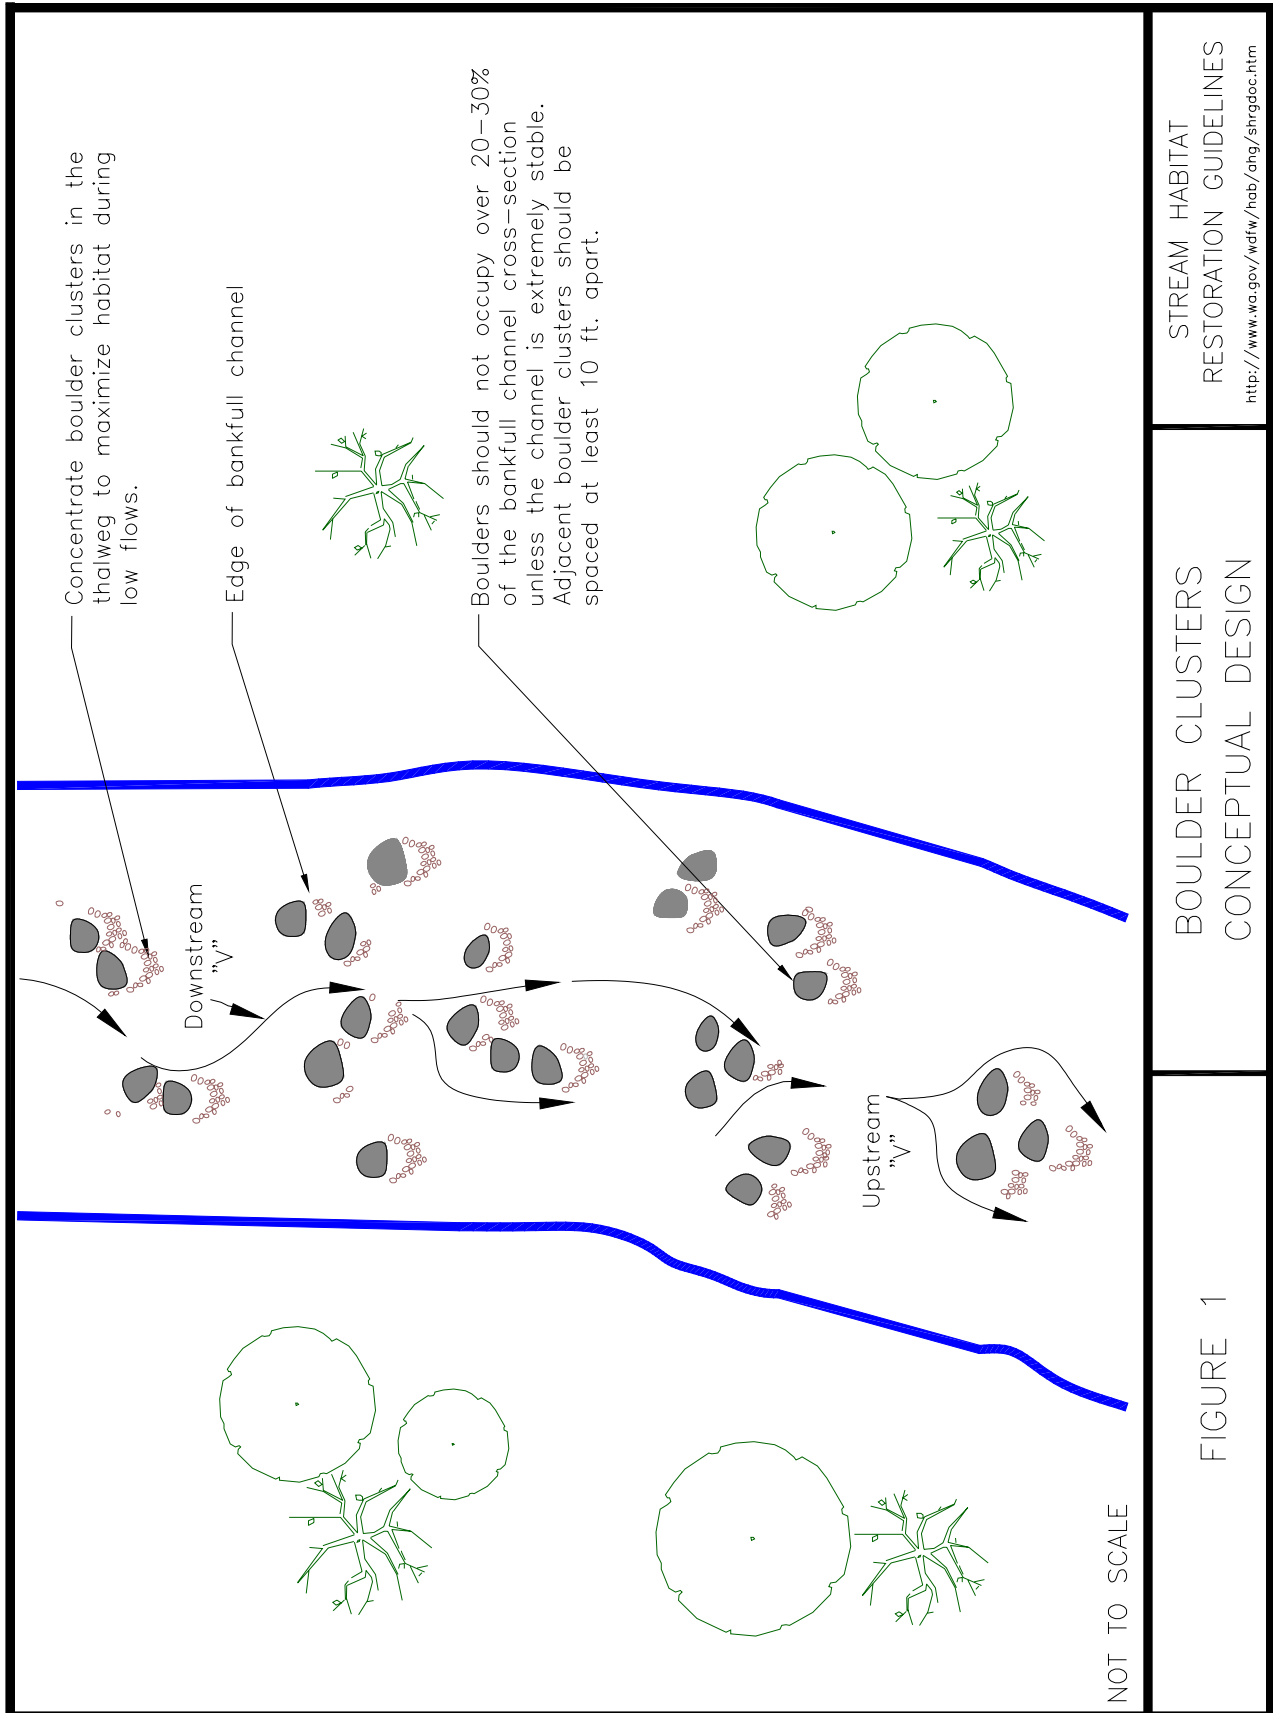 Concentrate boulder clusters in the
thalweg to maximize habitat during
low flows.
Edge of bankfull channel
Boulders should not occupy over 20-30%
of the bankfull channel cross-section
unless the channel is extremely stable.
Adjacent boulder clusters should be
spaced at least 10 ft. apart.
Downstream
"V"
Upstream
"V"
NOT TO SCALE
FIGURE 1
BOULDER CLUSTERS
CONCEPTUAL DESIGN
STREAM HABITAT
RESTORATION GUIDELINES
http://www.wa.gov/wdfw/hab/ahg/shrgdoc.htm